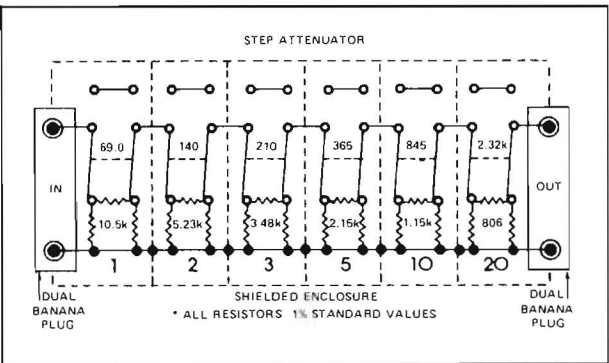 STEP ATTENUATOR
69.0 140 210 365 845 2.32k
IN OUT
10.5k 5.23k 3.48k 2.15k 1.15k 806
1 2 3 5 10 20
SHIELDED ENCLOSURE
* ALL RESISTORS 1% STANDARD VALUES
DUAL
BANANA
PLUG
DUAL
BANANA
PLUG